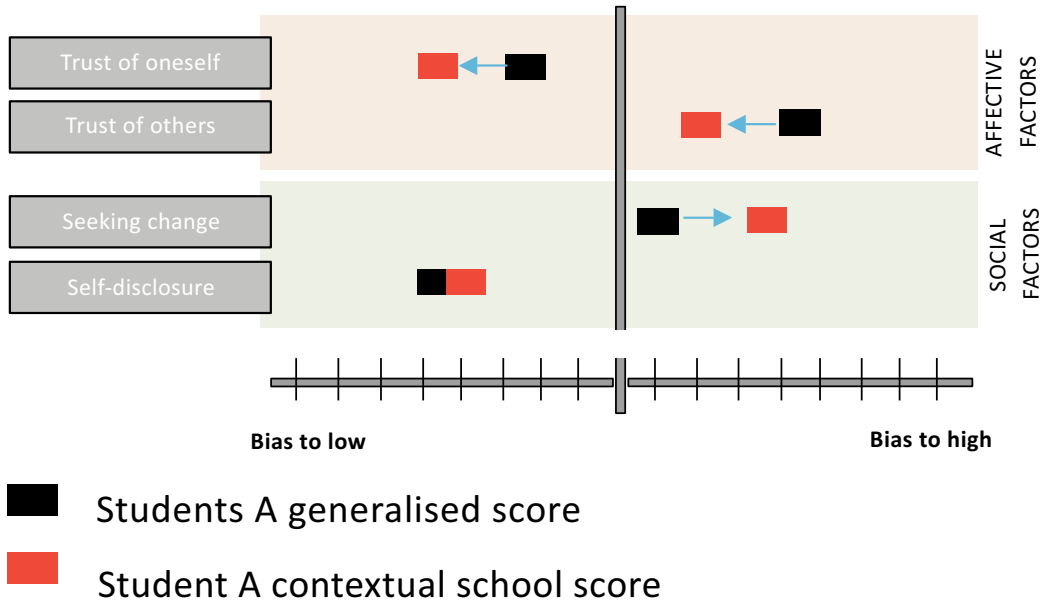 Trust of oneself
Trust of others
AFFECTIVE
FACTORS
Seeking change
Self-disclosure
SOCIAL
FACTORS
Bias to low
Bias to high
Students A generalised score
Student A contextual school score